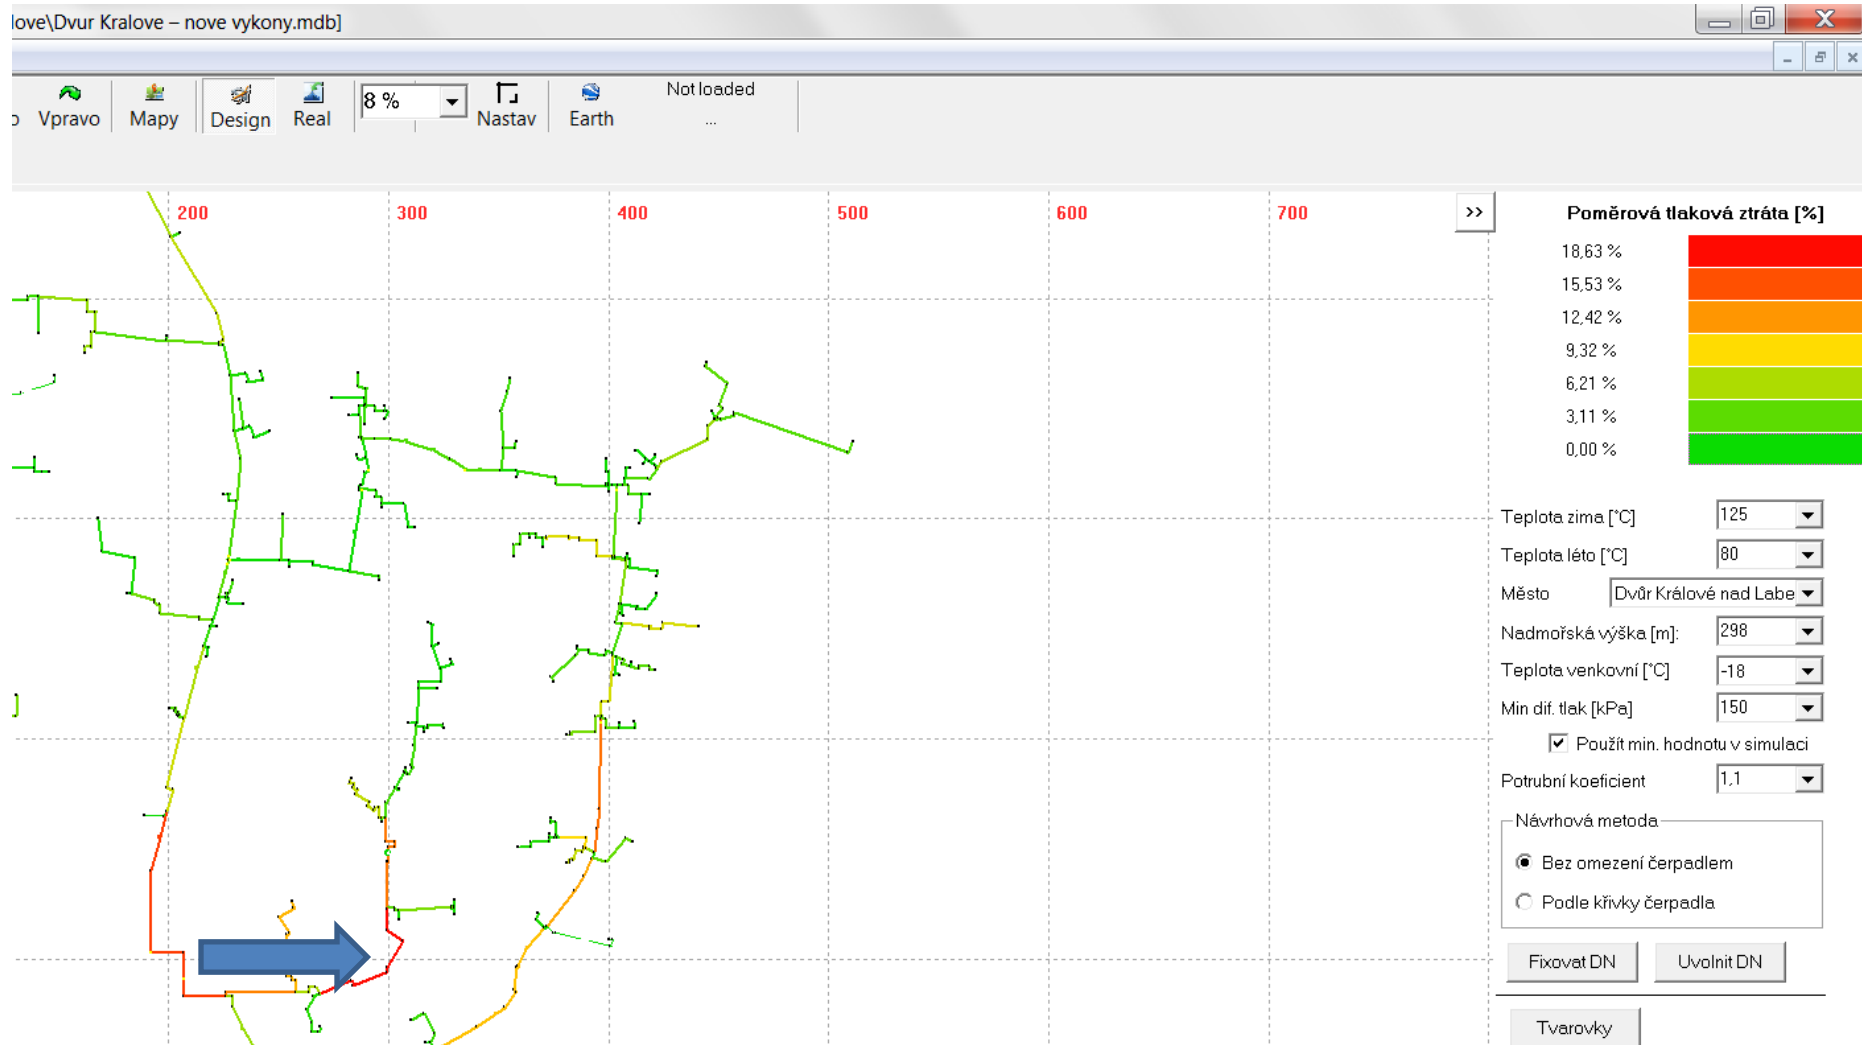 love\Dvur Kralove – nove vykony.mdb]
Vpravo
Mapy
Design
Real
8 %
Nastav
Earth
Not loaded
...
200 300 400 500 600 700
>>
Poměrová tlaková ztráta [%]
18,63 %
15,53 %
12,42 %
9,32 %
6,21 %
3,11 %
0,00 %
Teplota zima [°C] 125
Teplota léto [°C] 80
Město Dvůr Králové nad Labe
Nadmořská výška [m]: 298
Teplota venkovní [°C] -18
Min dif. tlak [kPa] 150
Použít min. hodnotu v simulaci
Potrubní koeficient 1,1
Návrhová metoda
Bez omezení čerpadlem
Podle křivky čerpadla
Fixovat DN Uvolnit DN
Tvarovky